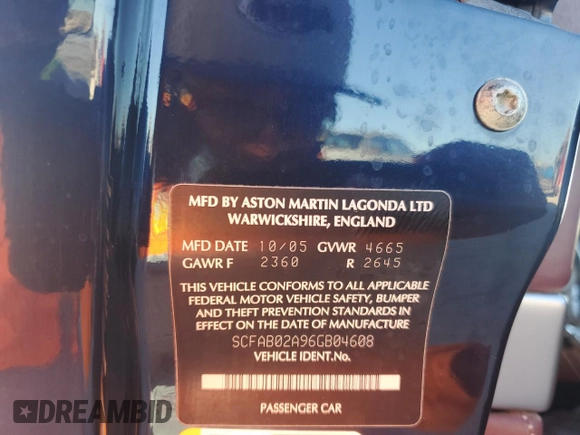 MFD BY ASTON MARTIN LAGONDA LTD
WARWICKSHIRE, ENGLAND
MFD DATE 10/05 GVWR 4665
GAWR F 2360 R 2645
THIS VEHICLE CONFORMS TO ALL APPLICABLE
FEDERAL MOTOR VEHICLE SAFETY, BUMPER
AND THEFT PREVENTION STANDARDS IN
EFFECT ON THE DATE OF MANUFACTURE
SCFAB02A96GB04608
VEHICLE IDENT.No.
PASSENGER CAR
DREAMBID